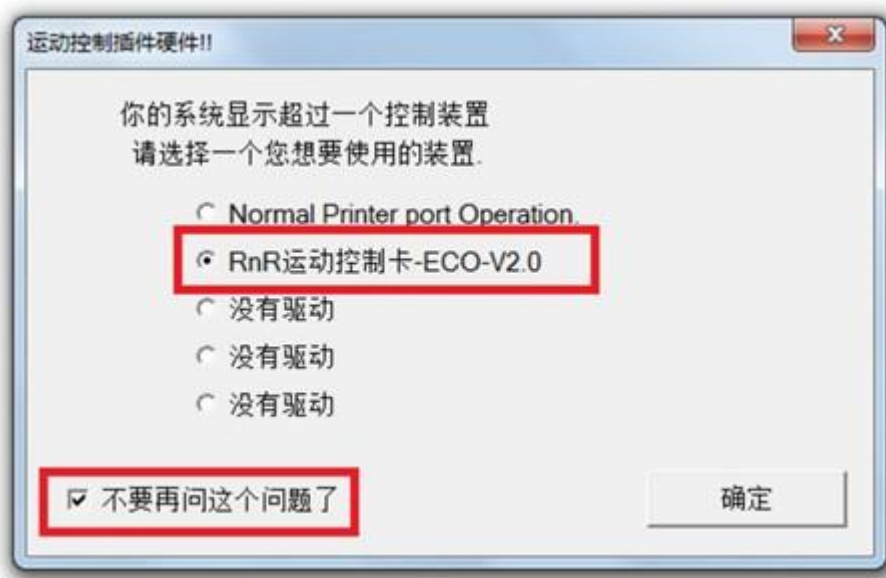 运动控制插件硬件!!
你的系统显示超过一个控制装置
请选择一个您想要使用的装置.
Normal Printer port Operation.
RnR运动控制卡-ECO-V2.0
没有驱动
没有驱动
没有驱动
不要再问这个问题了
确定